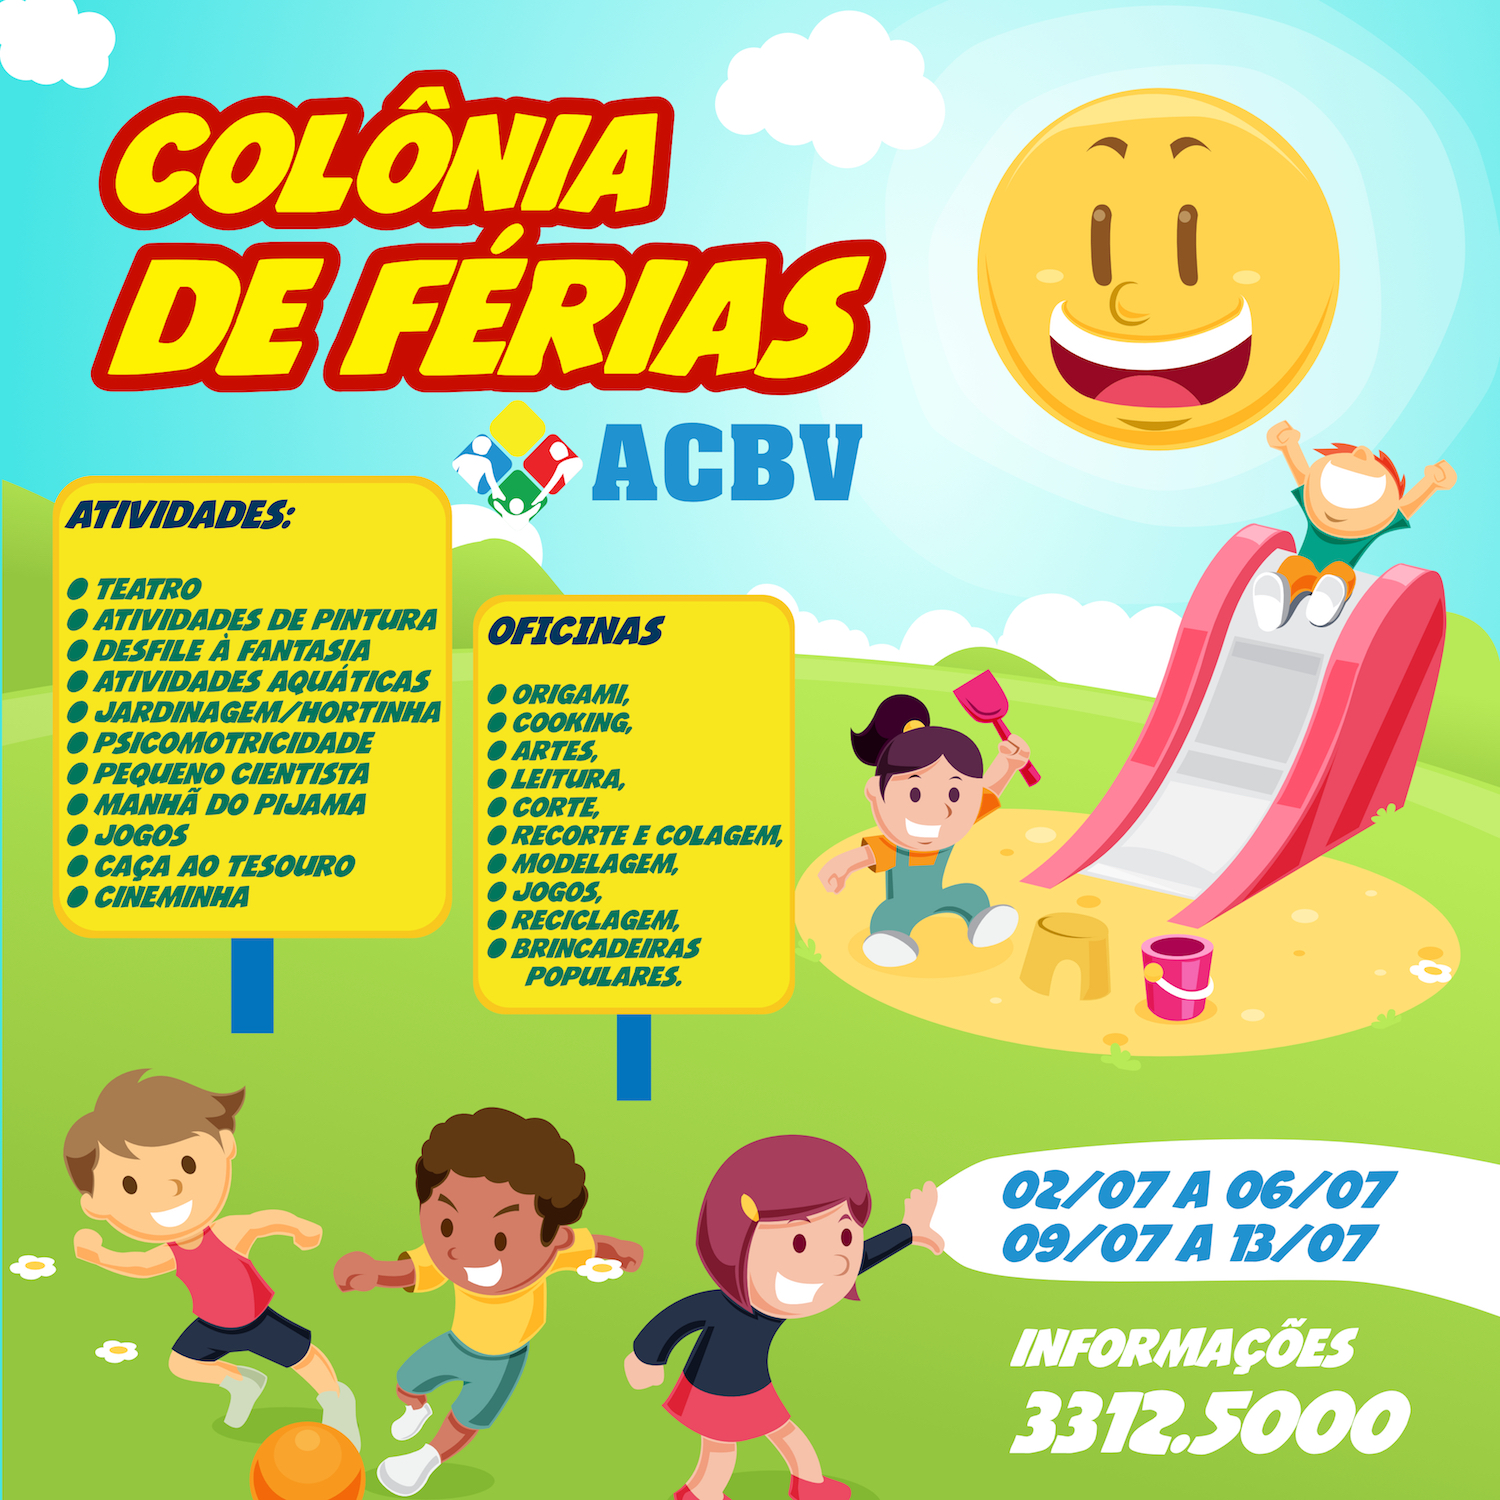 COLÔNIA
DE FÉRIAS
ACBV
ATIVIDADES:
● TEATRO
● ATIVIDADES DE PINTURA
● DESFILE À FANTASIA
● ATIVIDADES AQUÁTICAS
● JARDINAGEM/HORTINHA
● PSICOMOTRICIDADE
● PEQUENO CIENTISTA
● MANHÃ DO PIJAMA
● JOGOS
● CAÇA AO TESOURO
● CINEMINHA
OFICINAS
● ORIGAMI,
● COOKING,
● ARTES,
● LEITURA,
● CORTE,
● RECORTE E COLAGEM,
● MODELAGEM,
● JOGOS,
● RECICLAGEM,
● BRINCADEIRAS
POPULARES.
02/07 A 06/07
09/07 A 13/07
INFORMAÇÕES
3312.5000